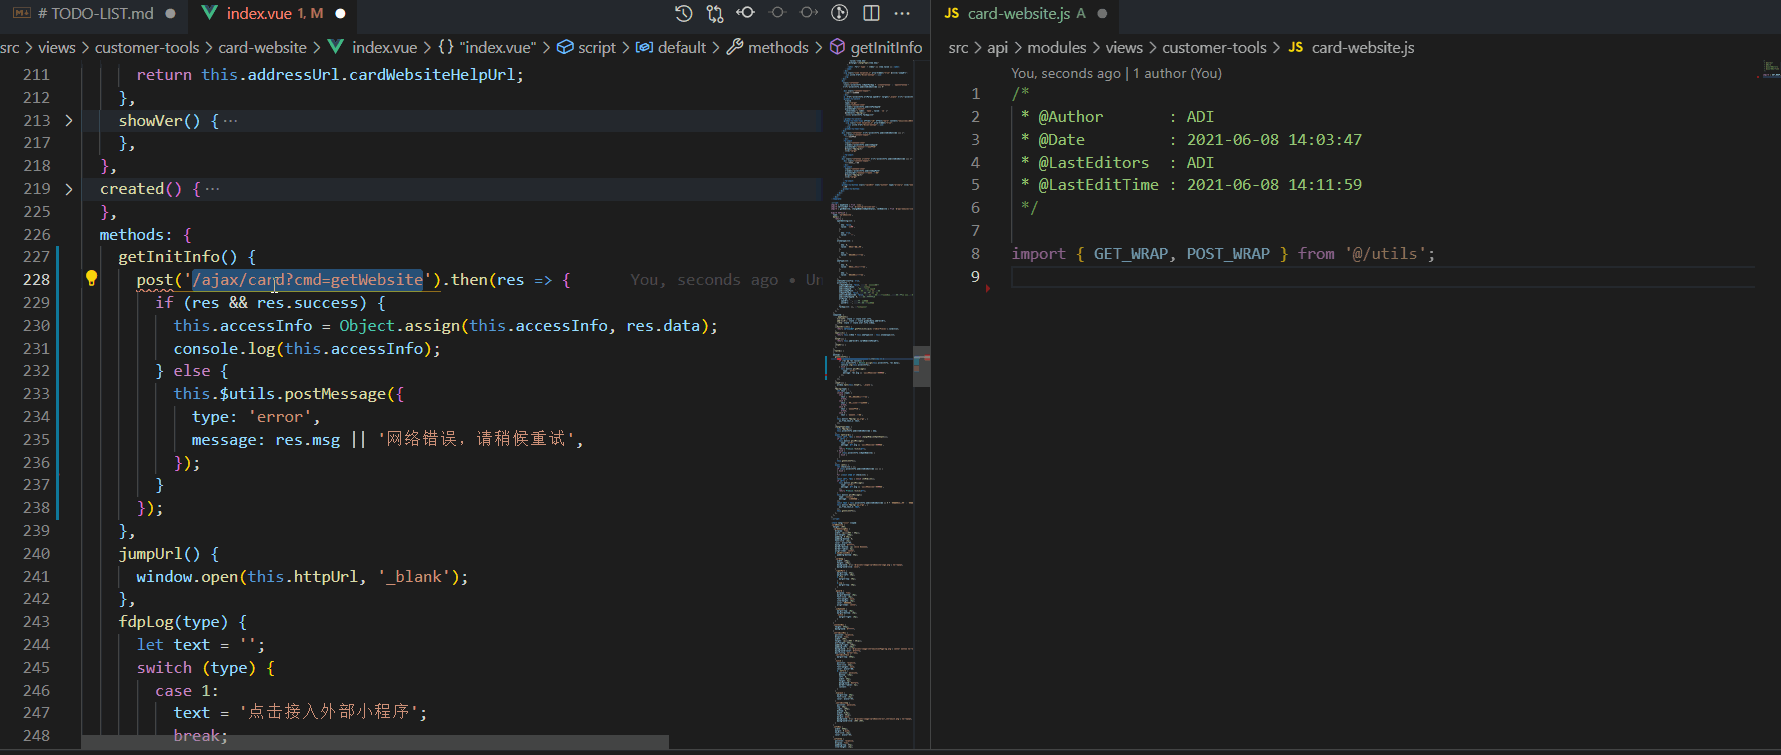 # TODO-LIST.md
index.vue 1, M
src > views > customer-tools > card-website > index.vue > {} "index.vue" > script > default > methods > getInitInfo
211 return this.addressUrl.cardWebsiteHelpUrl;
212 },
213 showVer() {···
217 },
218 },
219 created() {···
225 },
226 methods: {
227 getInitInfo() {
228 post('/ajax/card?cmd=getWebsite').then(res => { You, seconds ago • Un
229 if (res && res.success) {
230 this.accessInfo = Object.assign(this.accessInfo, res.data);
231 console.log(this.accessInfo);
232 } else {
233 this.$utils.postMessage({
234 type: 'error',
235 message: res.msg || '网络错误，请稍候重试',
236 });
237 }
238 });
239 },
240 jumpUrl() {
241 window.open(this.httpUrl, '_blank');
242 },
243 fdpLog(type) {
244 let text = '';
245 switch (type) {
246 case 1:
247 text = '点击接入外部小程序';
248 break;
JS card-website.js A
src > api > modules > views > customer-tools > JS card-website.js
You, seconds ago | 1 author (You)
1 /*
2 * @Author : ADI
3 * @Date : 2021-06-08 14:03:47
4 * @LastEditors : ADI
5 * @LastEditTime : 2021-06-08 14:11:59
6 */
7
8 import { GET_WRAP, POST_WRAP } from '@/utils';
9